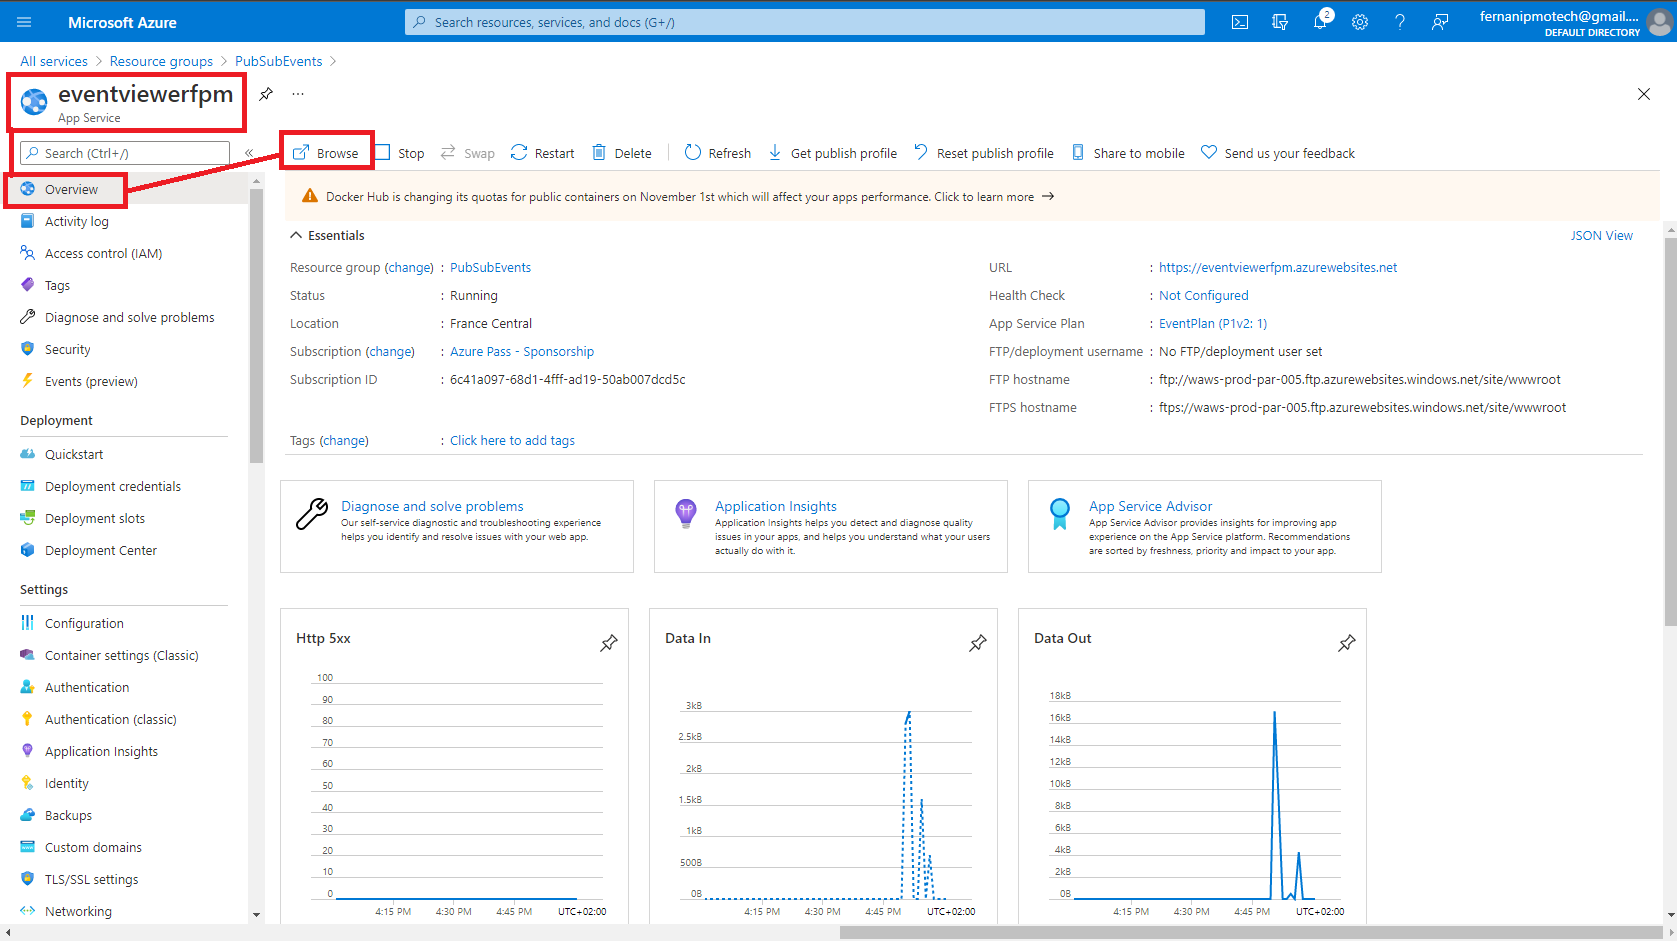 Microsoft Azure
Search resources, services, and docs (G+/)
2
fernanipmotech@gmail....
DEFAULT DIRECTORY
All services > Resource groups > PubSubEvents >
eventviewerfpm
...
App Service
Search (Ctrl+/)
«
Browse
Stop
Swap
Restart
Delete
Refresh
Get publish profile
Reset publish profile
Share to mobile
Send us your feedback
Overview
Activity log
Access control (IAM)
Tags
Diagnose and solve problems
Security
Events (preview)
Deployment
Quickstart
Deployment credentials
Deployment slots
Deployment Center
Settings
Configuration
Container settings (Classic)
Authentication
Authentication (classic)
Application Insights
Identity
Backups
Custom domains
TLS/SSL settings
Networking
Docker Hub is changing its quotas for public containers on November 1st which will affect your apps performance. Click to learn more →
Essentials
JSON View
Resource group (change) : PubSubEvents
Status : Running
Location : France Central
Subscription (change) : Azure Pass - Sponsorship
Subscription ID : 6c41a097-68d1-4fff-ad19-50ab007dcd5c
URL : https://eventviewerfpm.azurewebsites.net
Health Check : Not Configured
App Service Plan : EventPlan (P1v2: 1)
FTP/deployment username : No FTP/deployment user set
FTP hostname : ftp://waws-prod-par-005.ftp.azurewebsites.windows.net/site/wwwroot
FTPS hostname : ftps://waws-prod-par-005.ftp.azurewebsites.windows.net/site/wwwroot
Tags (change) : Click here to add tags
Diagnose and solve problems
Our self-service diagnostic and troubleshooting experience
helps you identify and resolve issues with your web app.
Application Insights
Application Insights helps you detect and diagnose quality
issues in your apps, and helps you understand what your users
actually do with it.
App Service Advisor
App Service Advisor provides insights for improving app
experience on the App Service platform. Recommendations
are sorted by freshness, priority and impact to your app.
Http 5xx
100
90
80
70
60
50
40
30
20
10
0
4:15 PM 4:30 PM 4:45 PM UTC+02:00
Data In
3kB
2.5kB
2kB
1.5kB
1kB
500B
0B
4:15 PM 4:30 PM 4:45 PM UTC+02:00
Data Out
18kB
16kB
14kB
12kB
10kB
8kB
6kB
4kB
2kB
0B
4:15 PM 4:30 PM 4:45 PM UTC+02:00